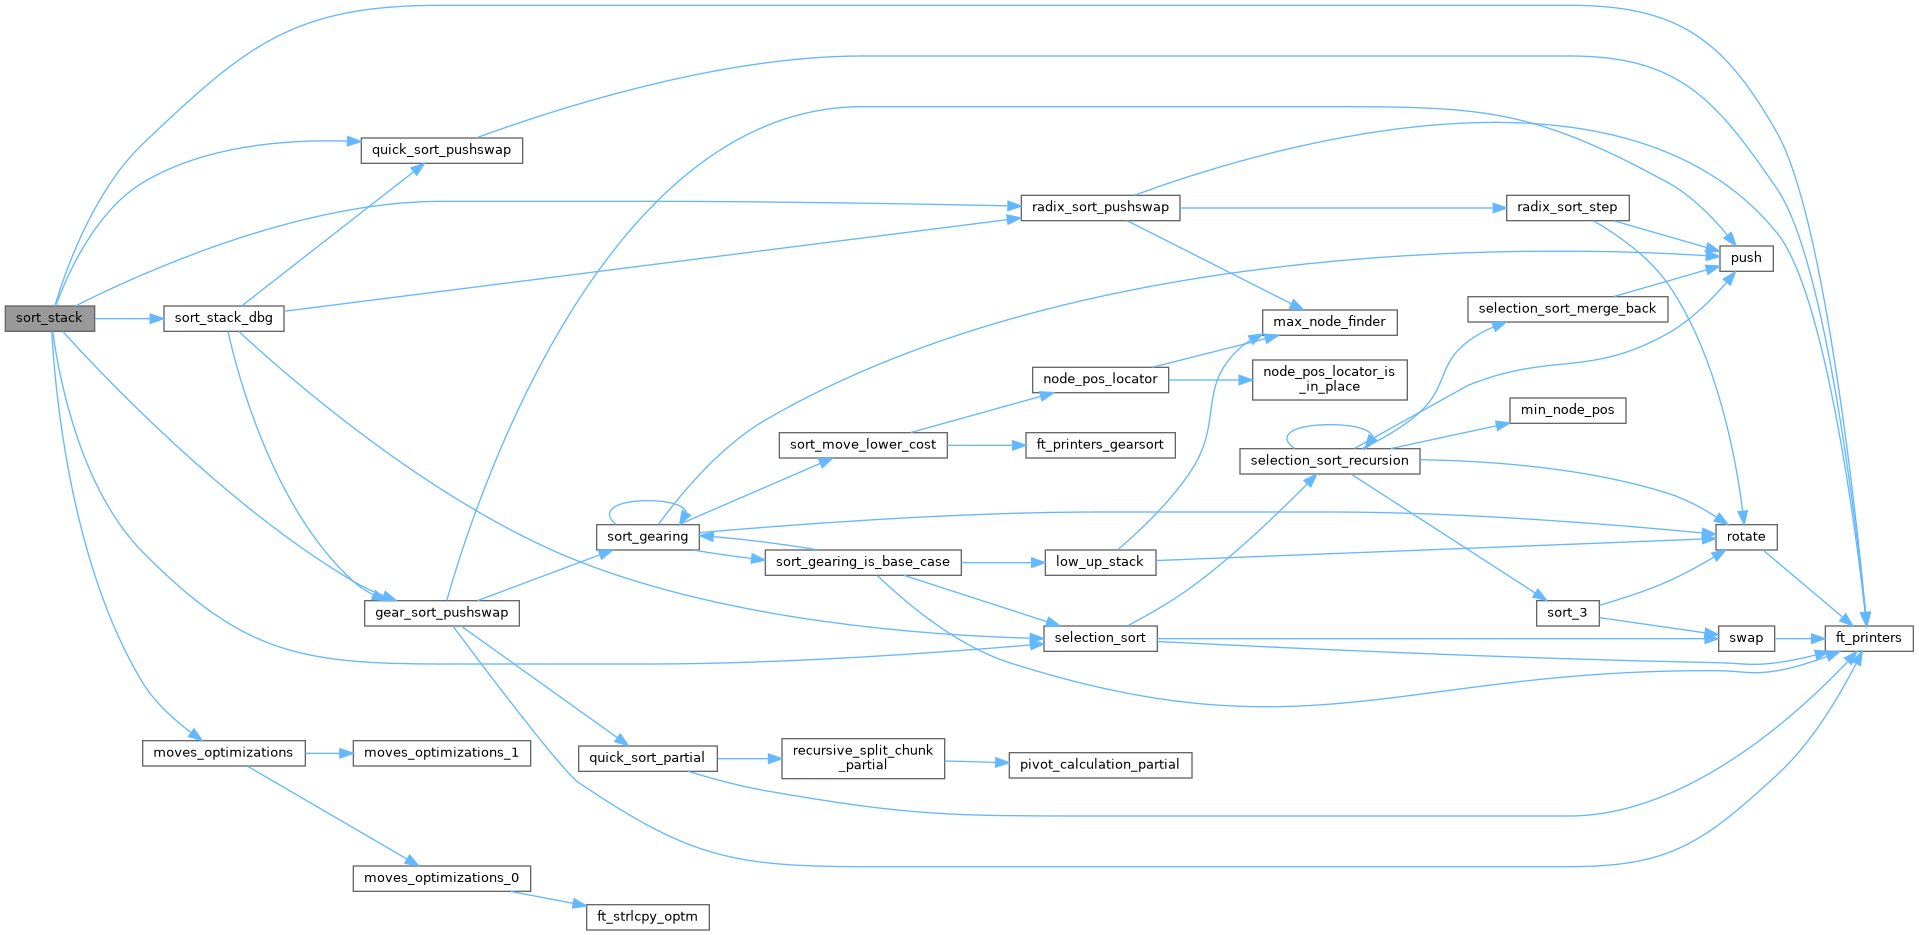 quick_sort_pushswap
radix_sort_pushswap
radix_sort_step
push
sort_stack
sort_stack_dbg
max_node_finder
selection_sort_merge_back
node_pos_locator
node_pos_locator_is
_in_place
min_node_pos
sort_move_lower_cost
ft_printers_gearsort
selection_sort_recursion
sort_gearing
rotate
sort_gearing_is_base_case
low_up_stack
gear_sort_pushswap
sort_3
selection_sort
swap
ft_printers
moves_optimizations
moves_optimizations_1
quick_sort_partial
recursive_split_chunk
_partial
pivot_calculation_partial
moves_optimizations_0
ft_strlcpy_optm